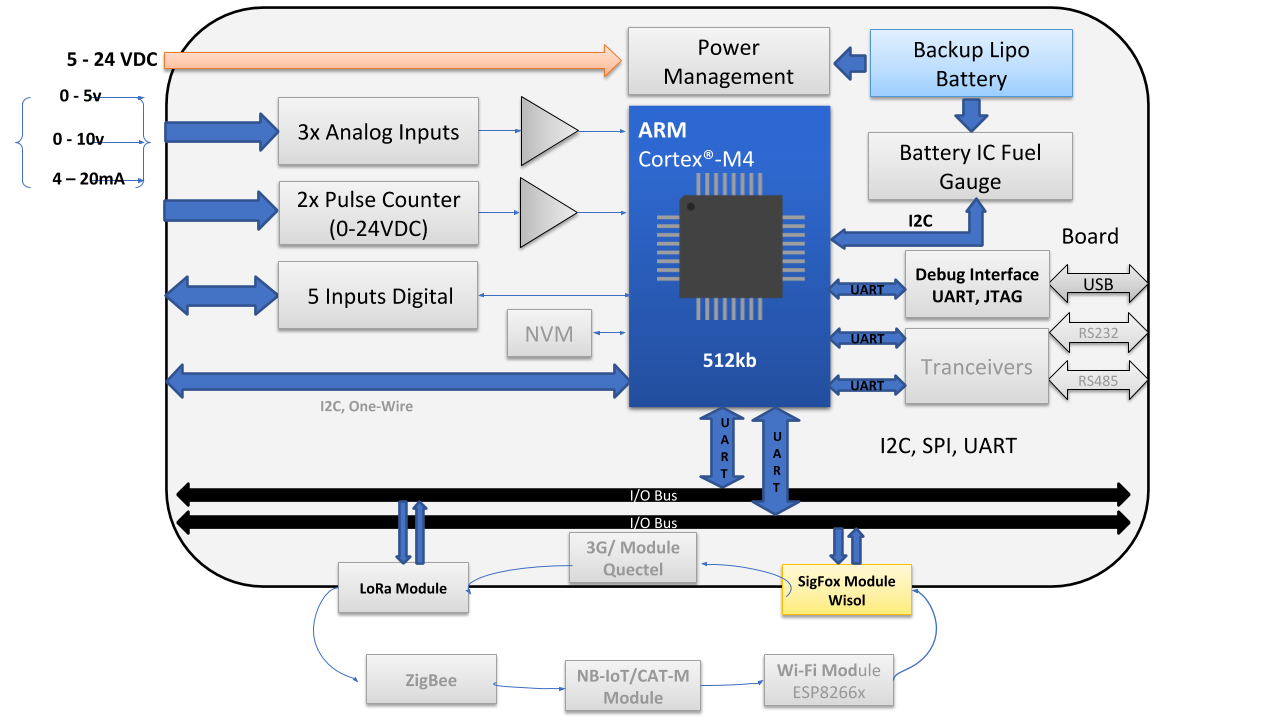 5 - 24 VDC
0 - 5v
0 - 10v
4 – 20mA
Power
Management
Backup Lipo
Battery
3x Analog Inputs
ARM
Cortex®-M4
Battery IC Fuel
Gauge
2x Pulse Counter
(0-24VDC)
I2C
Board
5 Inputs Digital
UART
Debug Interface
UART, JTAG
USB
NVM
UART
Tranceivers
RS232
512kb
UART
RS485
I2C, One-Wire
UART
UART
I2C, SPI, UART
I/O Bus
I/O Bus
3G/ Module
Quectel
LoRa Module
SigFox Module
Wisol
ZigBee
NB-IoT/CAT-M
Module
Wi-Fi Module
ESP8266x